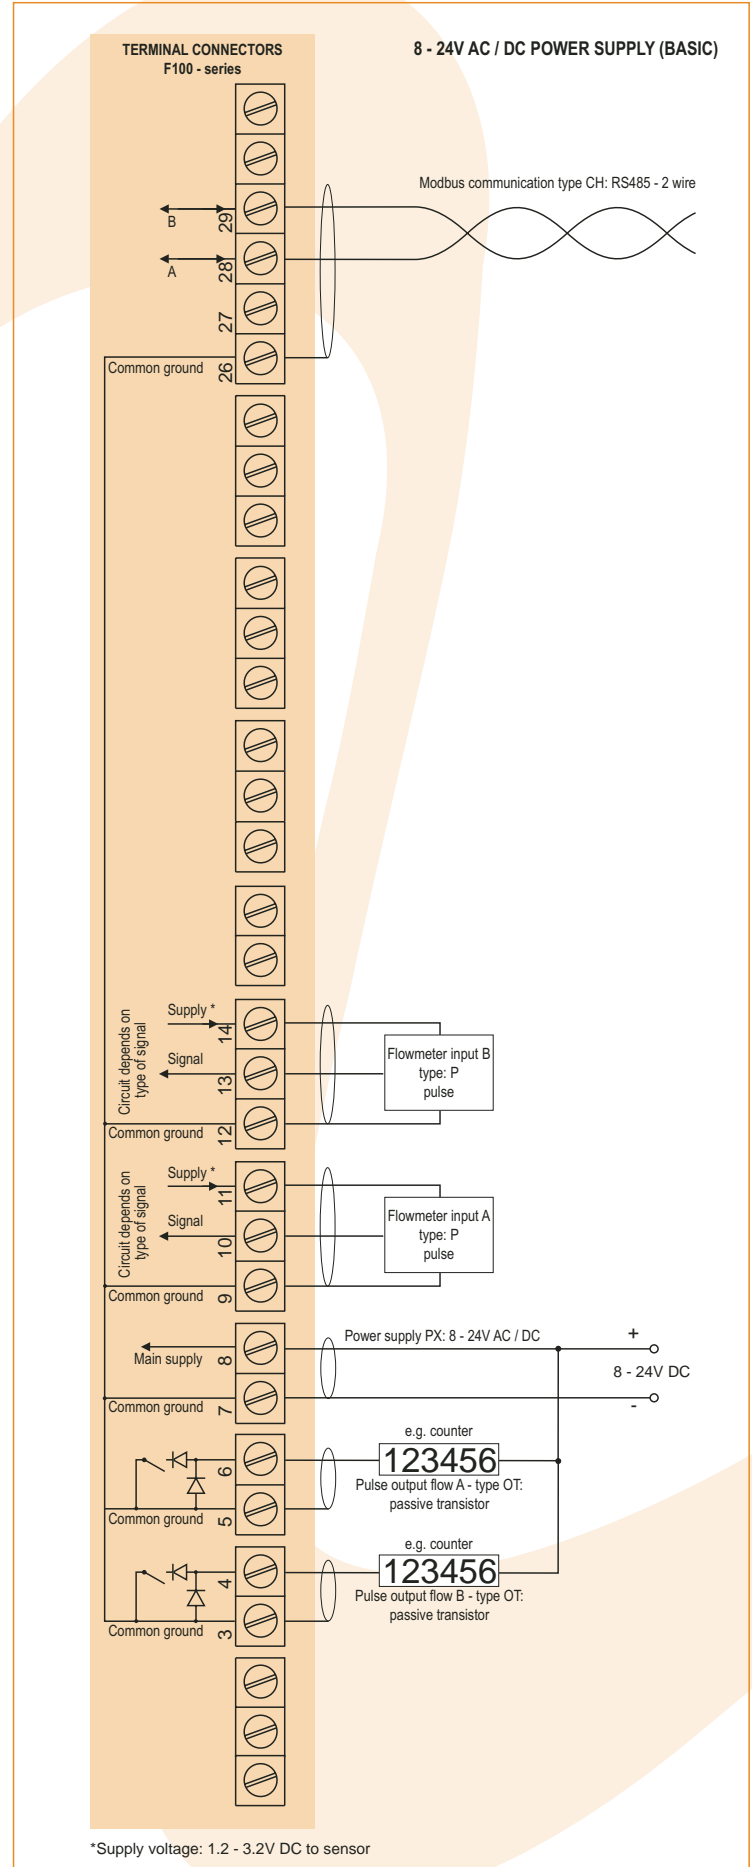 TERMINAL CONNECTORS
F100 - series
8 - 24V AC / DC POWER SUPPLY (BASIC)
Modbus communication type CH: RS485 - 2 wire
B
29
A
28
27
Common ground
26
Supply *
14
Circuit depends on
type of signal
Signal
13
Flowmeter input B
type: P
pulse
Common ground
12
Supply *
11
Circuit depends on
type of signal
Signal
10
Flowmeter input A
type: P
pulse
Common ground
9
Power supply PX: 8 - 24V AC / DC
+
Main supply
8
8 - 24V DC
Common ground
7
-
e.g. counter
6
123456
Pulse output flow A - type OT:
passive transistor
Common ground
5
e.g. counter
4
123456
Pulse output flow B - type OT:
passive transistor
Common ground
3
*Supply voltage: 1.2 - 3.2V DC to sensor